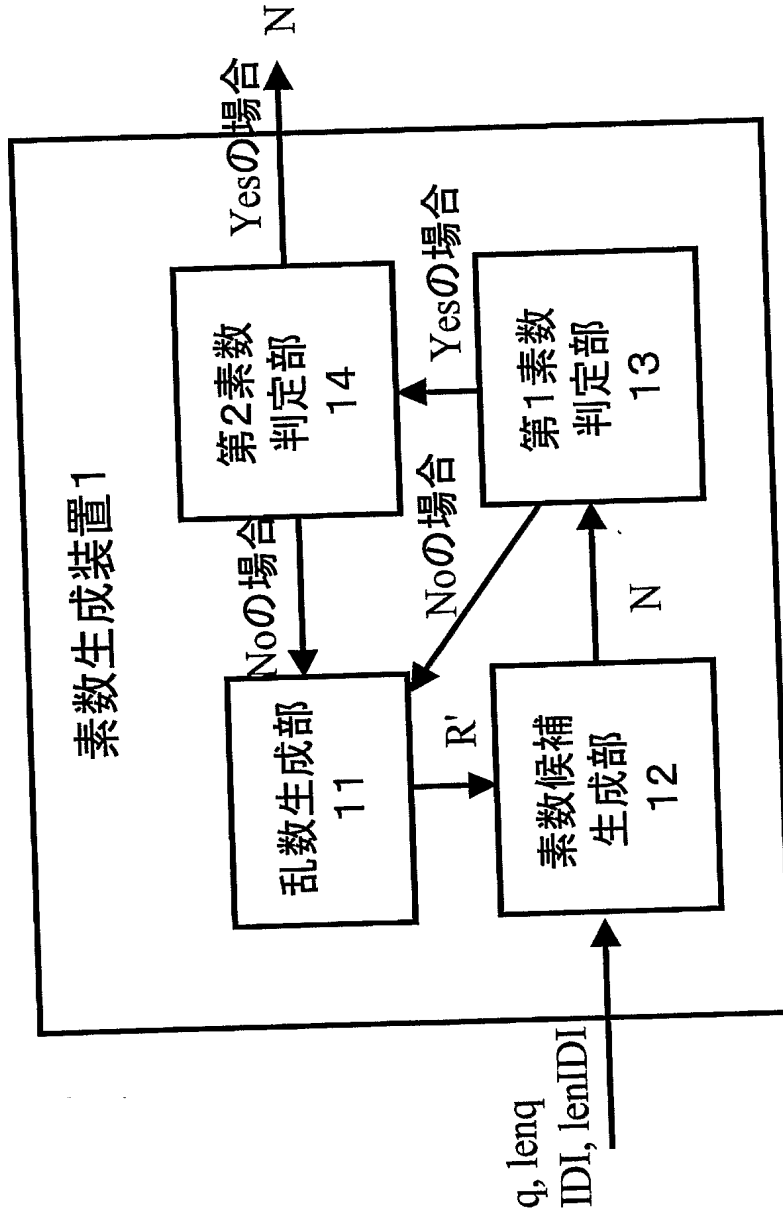 素数生成装置1
乱数生成部
11
Noの場合
第2素数
判定部
14
Yesの場合
N
R'
Noの場合
Yesの場合
q, lenq
IDI, lenIDI
素数候補
生成部
12
N
第1素数
判定部
13